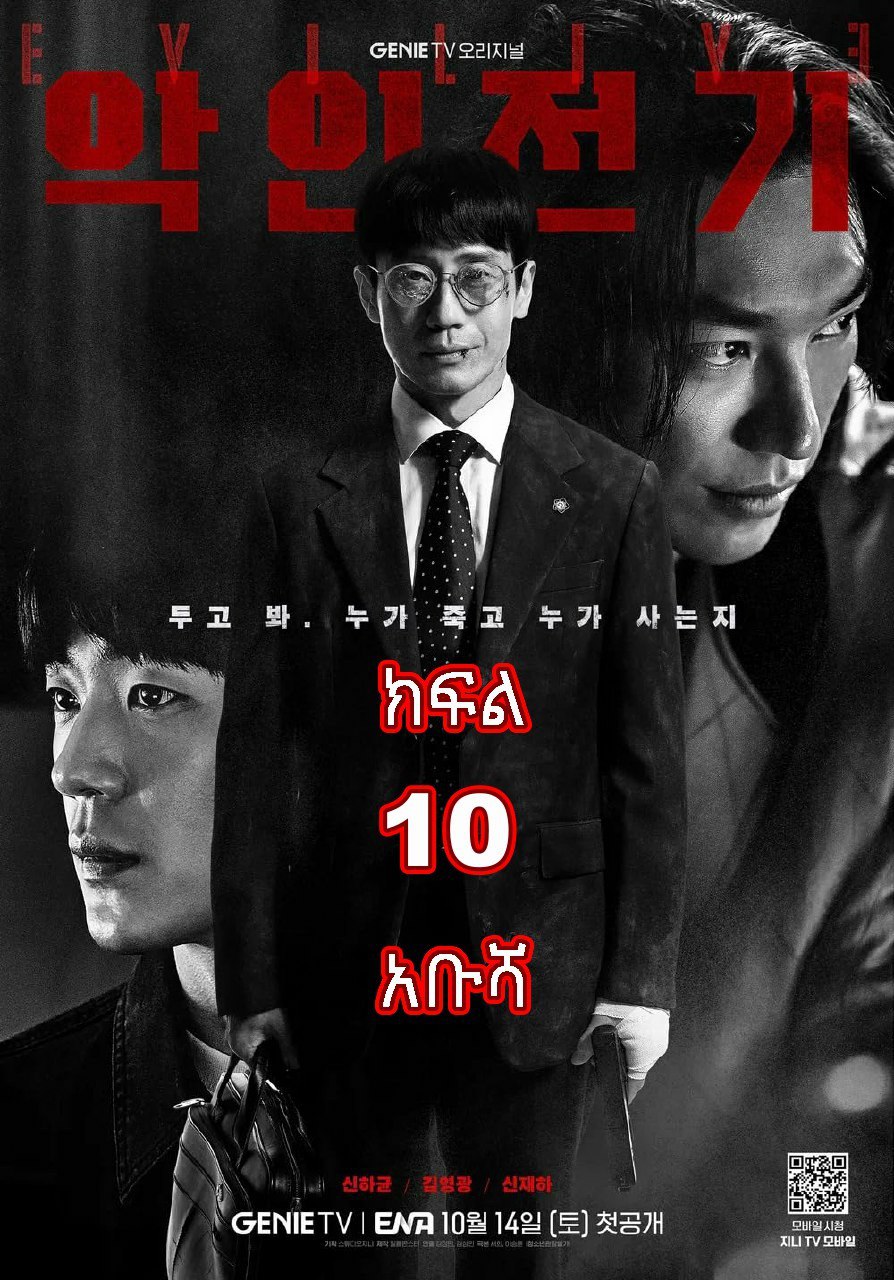 EVILIVE
GENIE TV 오리지널
악인전기
두고 봐. 누가 죽고 누가 사는지
ክፍል
10
አቡሻ
신하균 / 김영광 / 신재하
GENIE TV | ENA 10월 14일 [토] 첫공개
모바일 시청
지니 TV 모바일